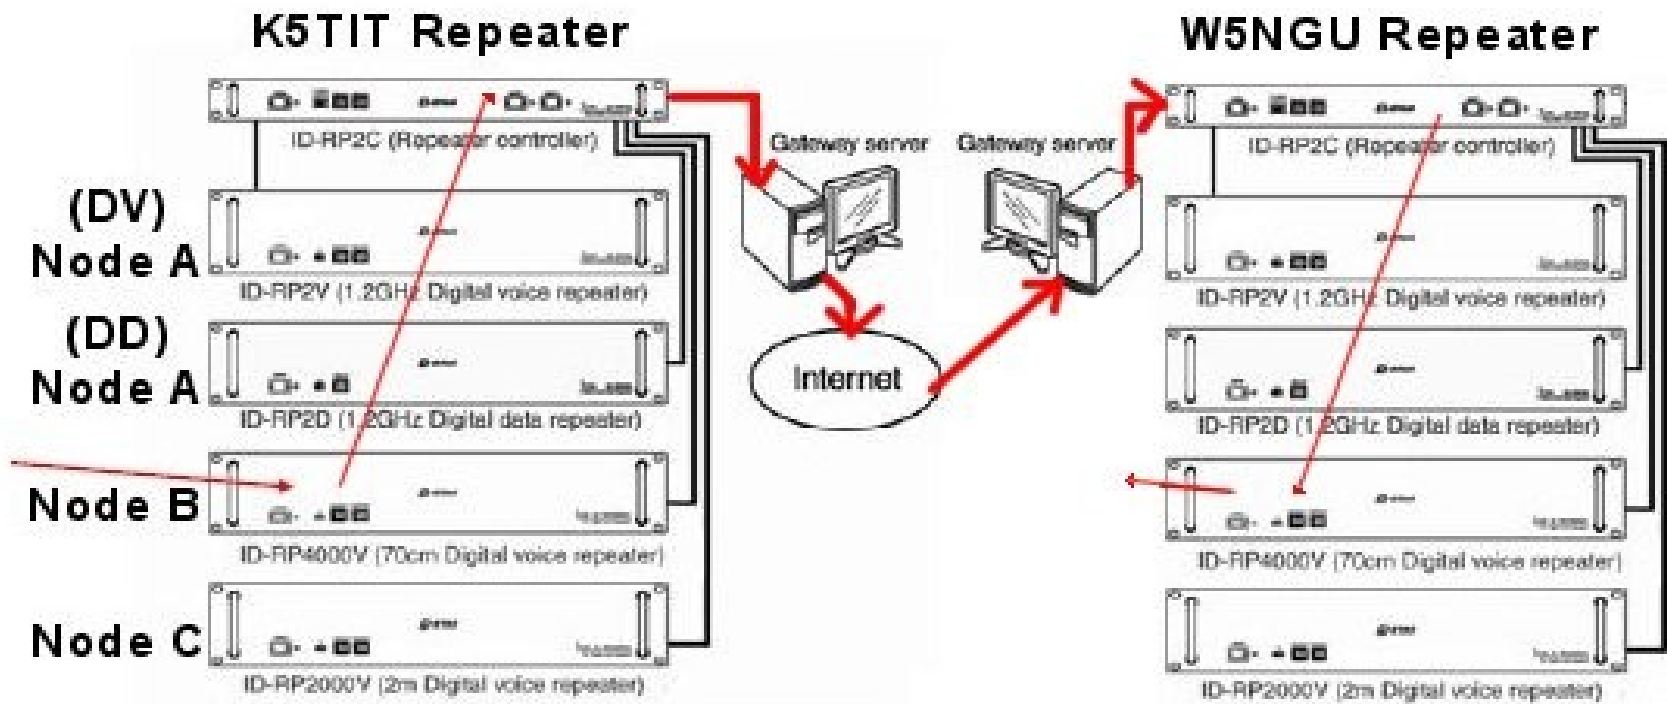 K5TIT Repeater
ID-RP2C (Repeater controller)
(DV)
Node A
ID-RP2V (1.2GHz Digital voice repeater)
(DD)
Node A
ID-RP2D (1.2GHz Digital data repeater)
Node B
ID-RP4000V (70cm Digital voice repeater)
Node C
ID-RP2000V (2m Digital voice repeater)
Gateway server
Gateway server
Internet
W5NGU Repeater
ID-RP2C (Repeater controller)
ID-RP2V (1.2GHz Digital voice repeater)
ID-RP2D (1.2GHz Digital data repeater)
ID-RP4000V (70cm Digital voice repeater)
ID-RP2000V (2m Digital voice repeater)